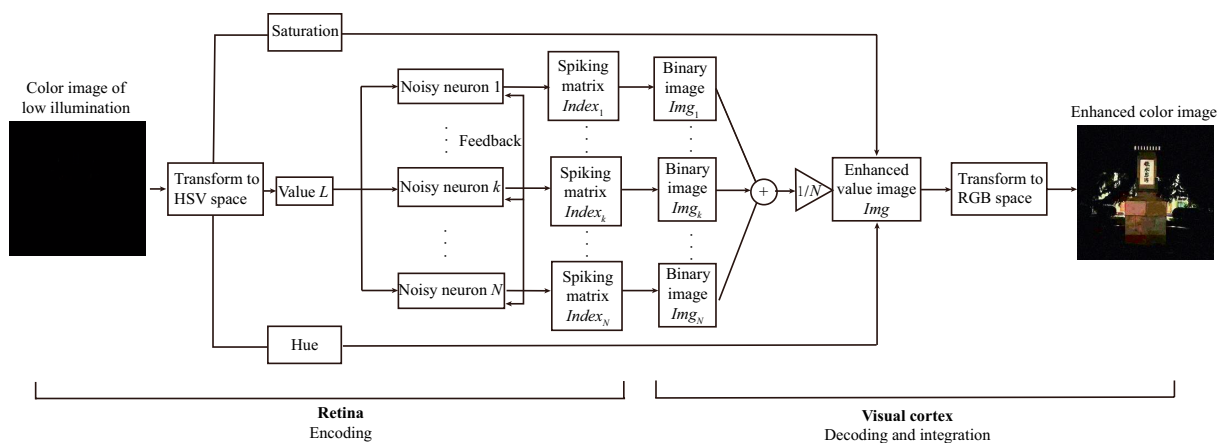 Color image of
low illumination
Transform to
HSV space
Saturation
Value L
Hue
Noisy neuron 1
Feedback
Noisy neuron k
Noisy neuron N
Spiking
matrix
Index1
Spiking
matrix
Indexk
Spiking
matrix
IndexN
Binary
image
Img1
Binary
image
Imgk
Binary
image
ImgN
+
1/N
Enhanced
value image
Img
Transform to
RGB space
Enhanced color image
Retina
Encoding
Visual cortex
Decoding and integration